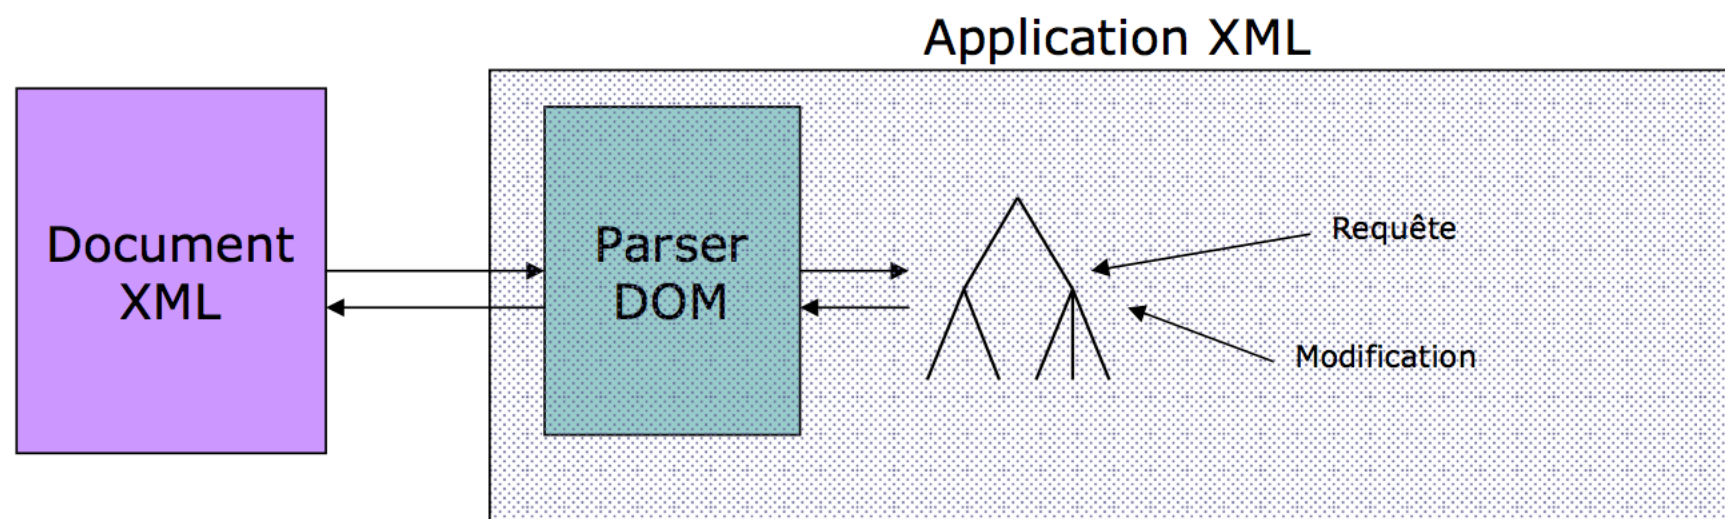 Application XML
Document
XML
Parser
DOM
Requête
Modification